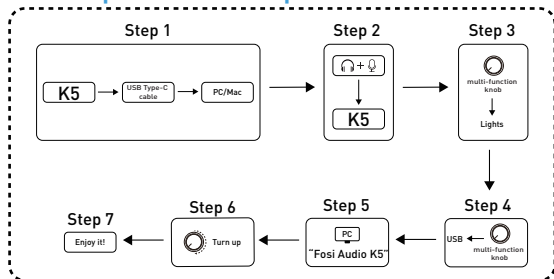 Step 1
K5
USB Type-C
cable
PC/Mac
Step 2
+
K5
Step 3
multi-function
knob
Lights
Step 4
USB
multi-function
knob
Step 5
PC
"Fosi Audio K5"
Step 6
Turn up
Step 7
Enjoy it!